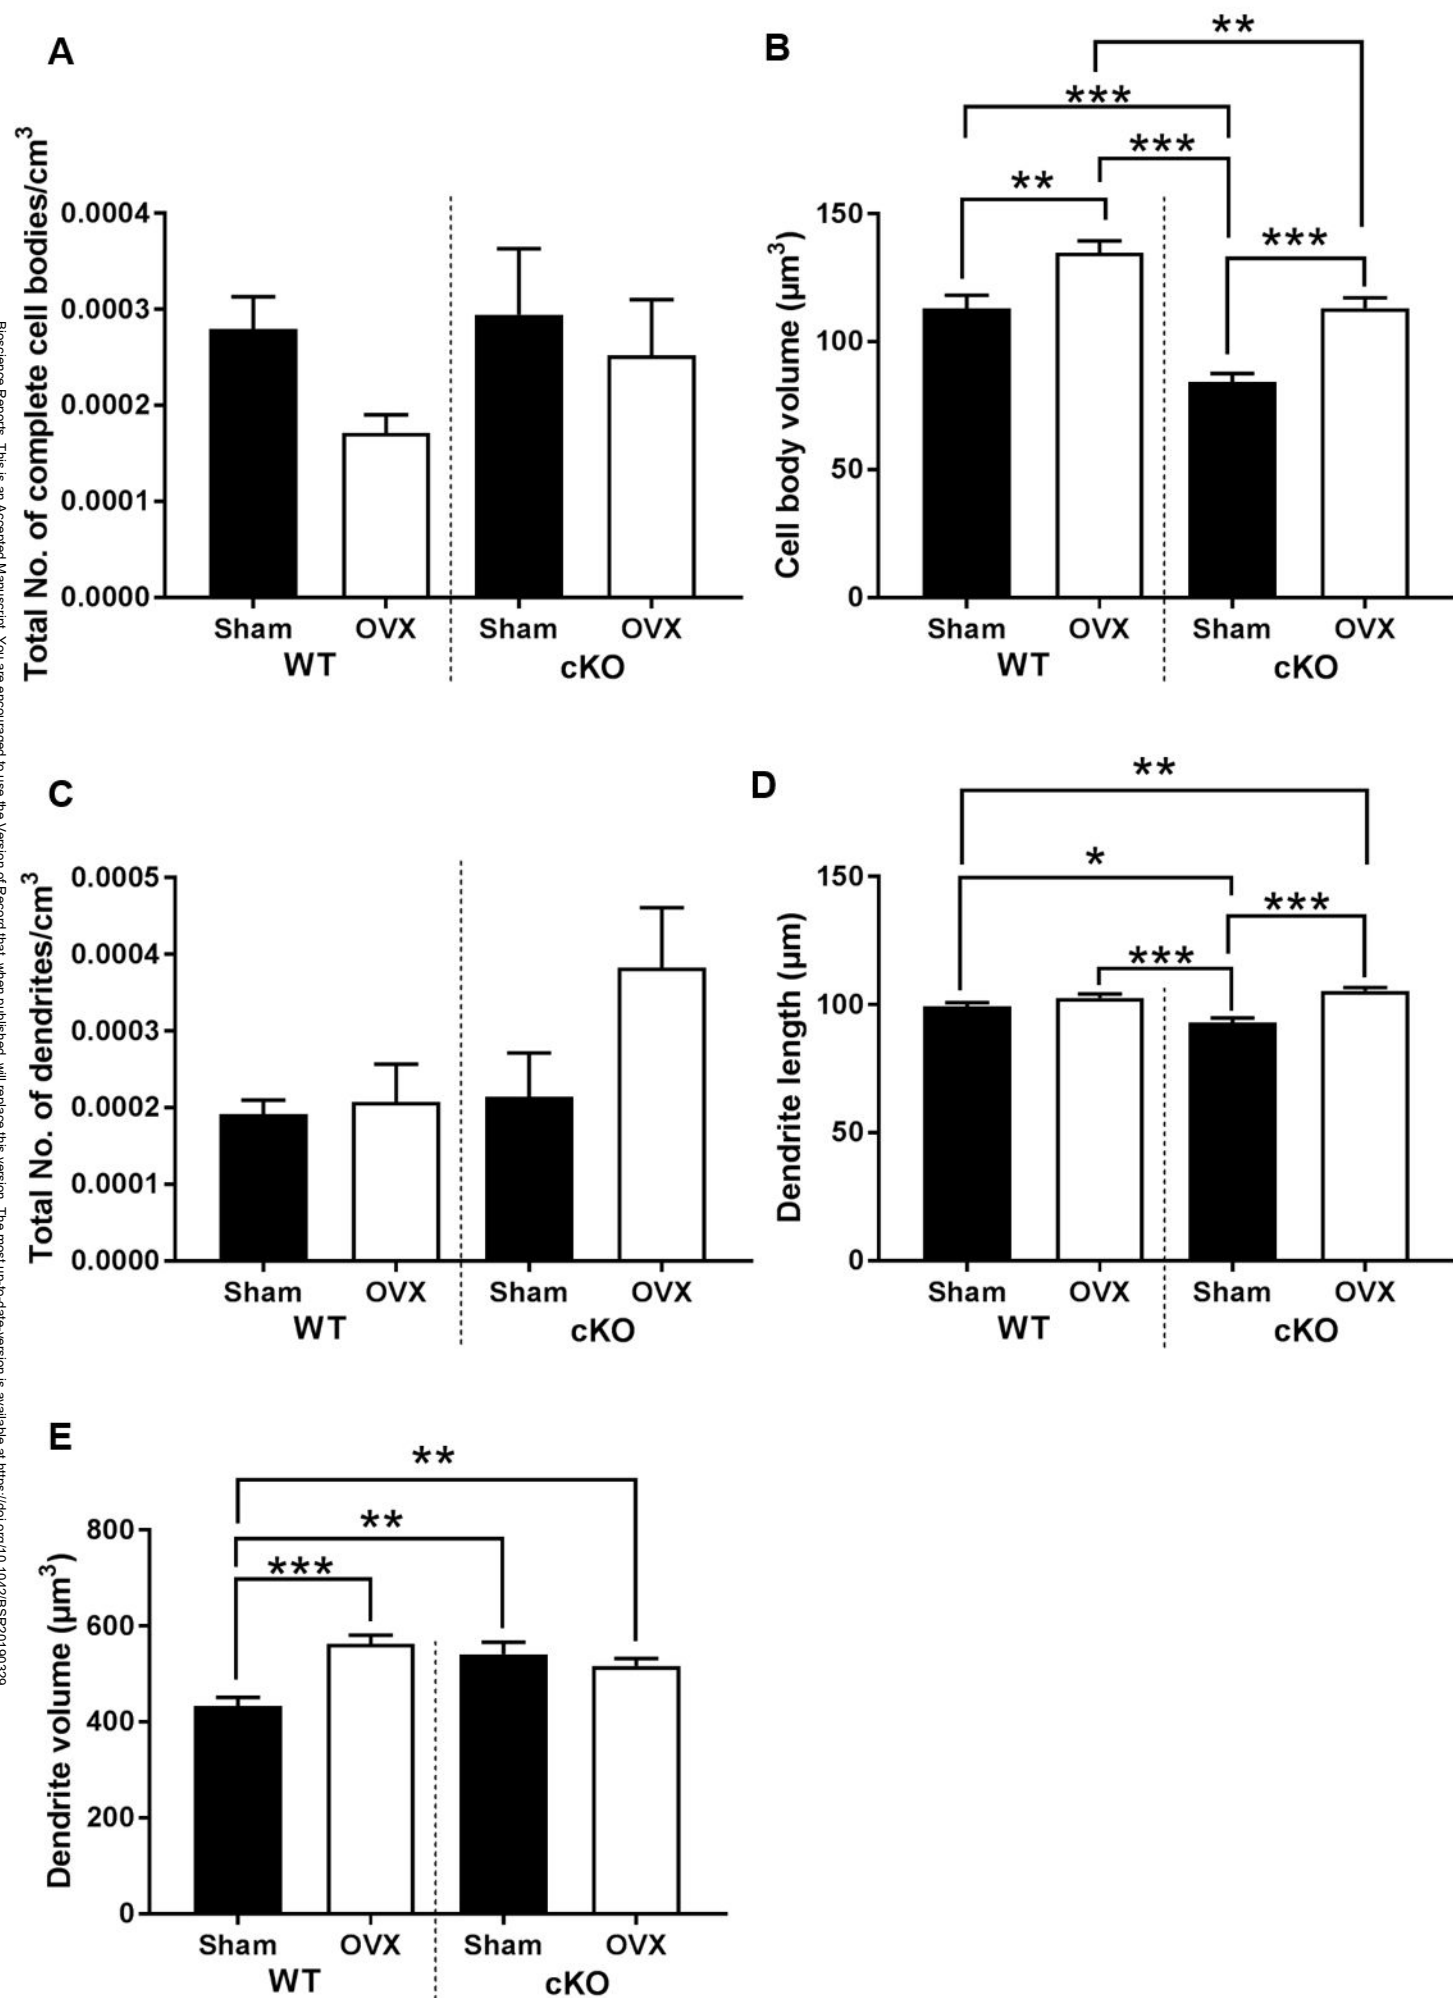 A
Total No. of complete cell bodies/cm³
0.0004
0.0003
0.0002
0.0001
0.0000
Sham OVX Sham OVX
WT cKO
B
**
***
***
**
***
Cell body volume (µm³)
150
100
50
0
Sham OVX Sham OVX
WT cKO
C
Total No. of dendrites/cm³
0.0005
0.0004
0.0003
0.0002
0.0001
0.0000
Sham OVX Sham OVX
WT cKO
D
**
*
***
***
Dendrite length (µm)
150
100
50
0
Sham OVX Sham OVX
WT cKO
E
**
**
***
Dendrite volume (µm³)
800
600
400
200
0
Sham OVX Sham OVX
WT cKO